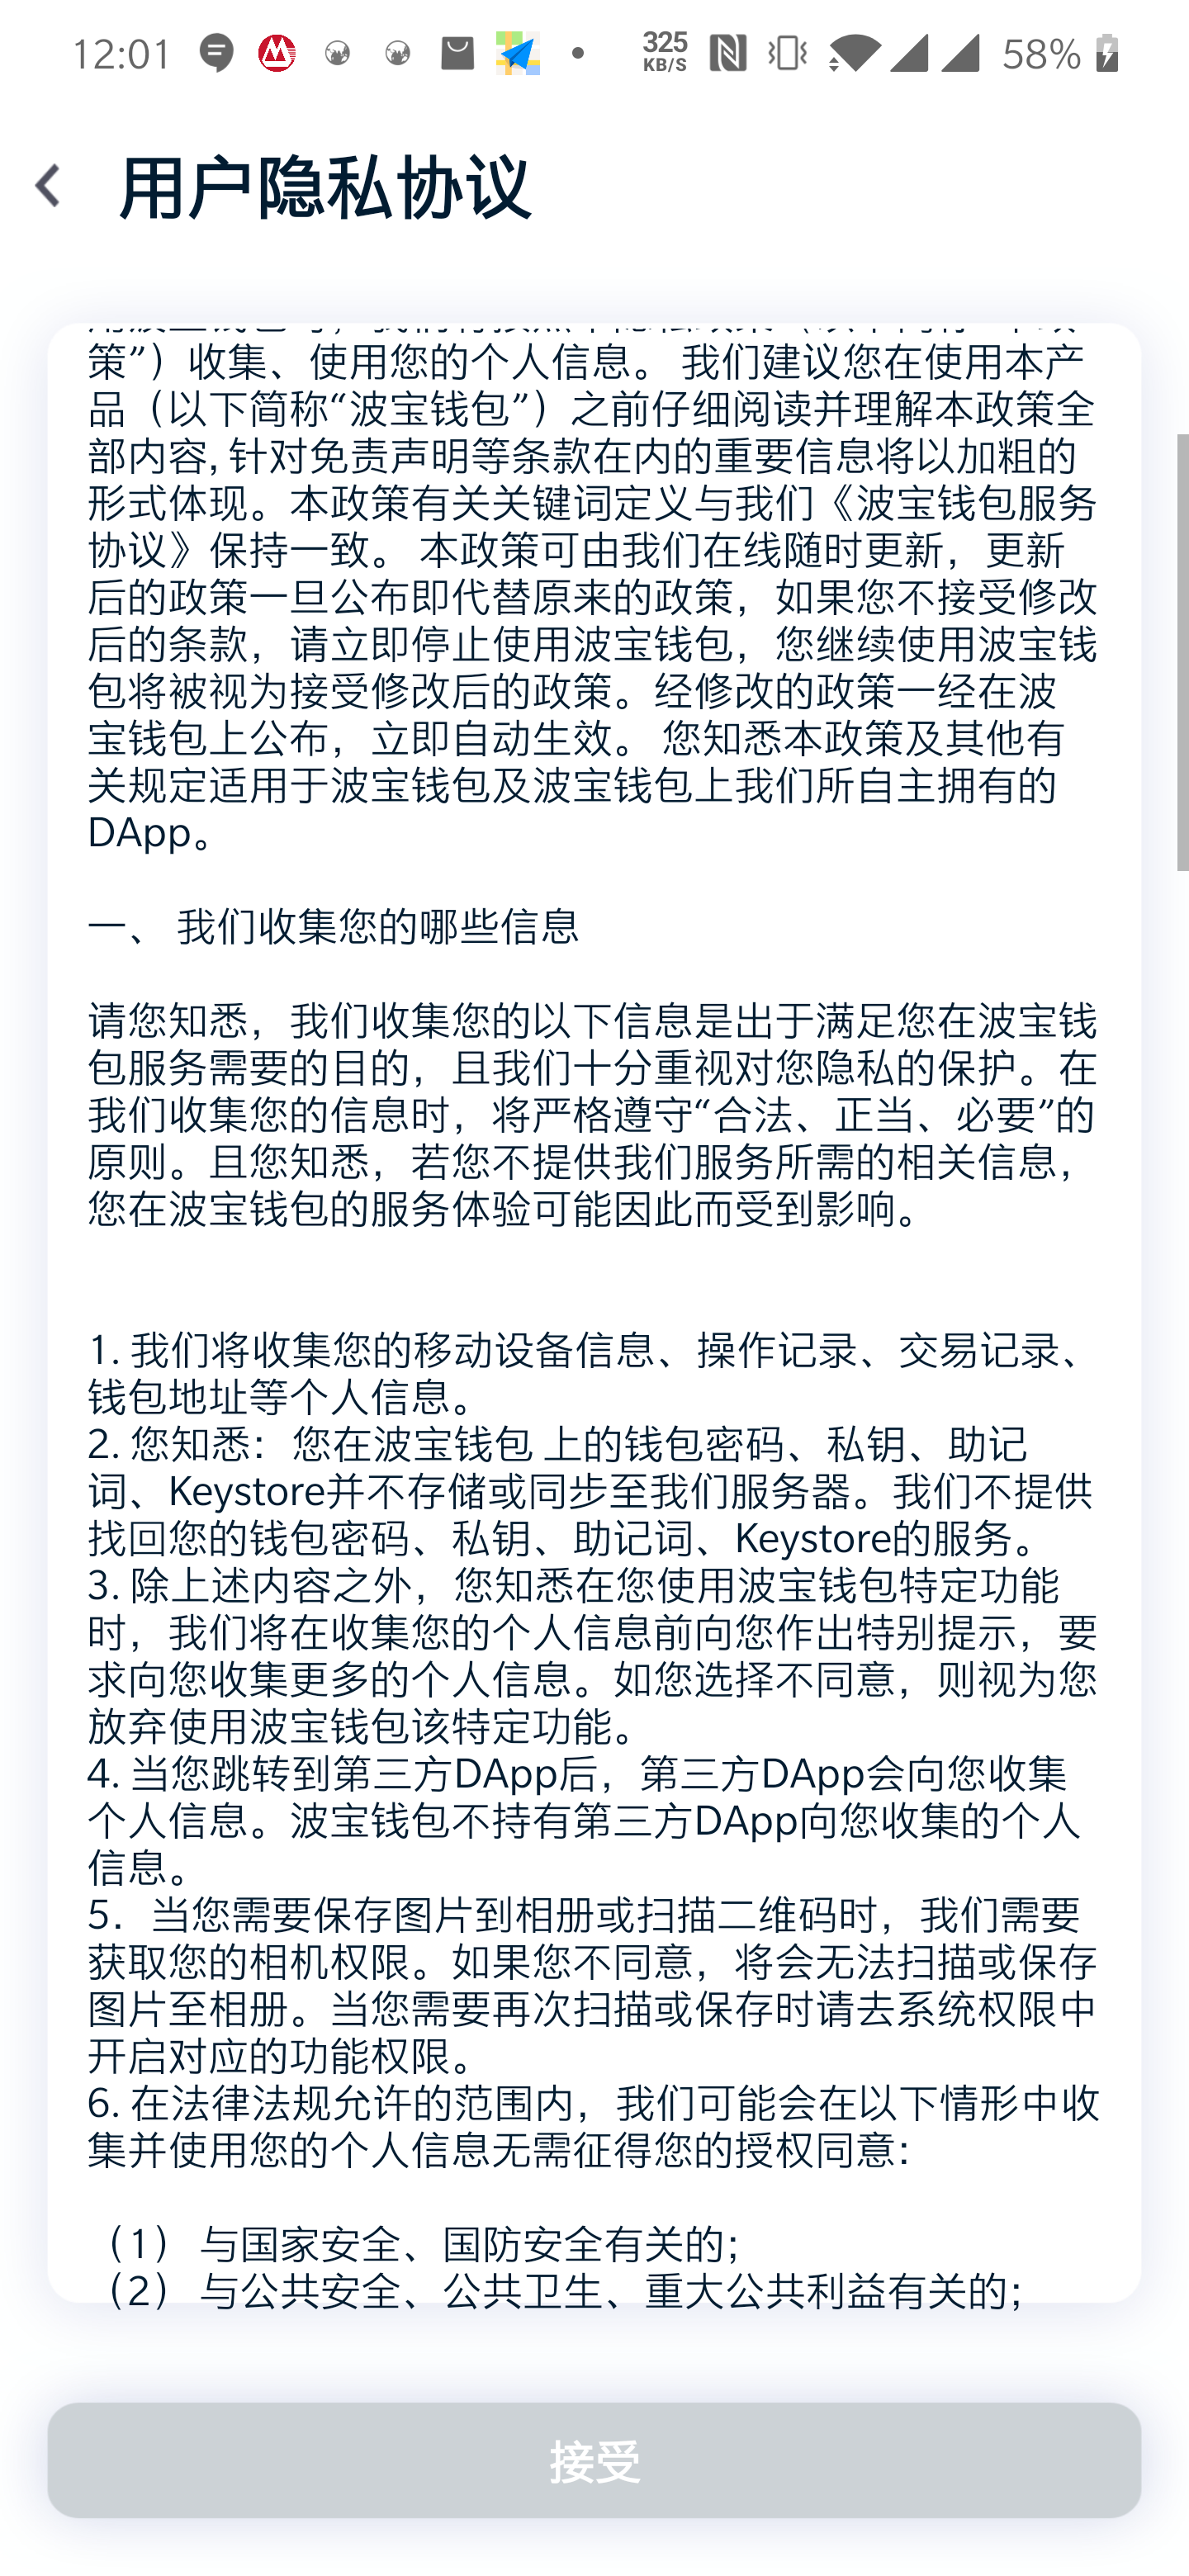 12:01
325
KB/S
58%
用户隐私协议
策”）收集、使用您的个人信息。 我们建议您在使用本产
品（以下简称“波宝钱包”）之前仔细阅读并理解本政策全
部内容, 针对免责声明等条款在内的重要信息将以加粗的
形式体现。本政策有关关键词定义与我们《波宝钱包服务
协议》保持一致。 本政策可由我们在线随时更新，更新
后的政策一旦公布即代替原来的政策，如果您不接受修改
后的条款，请立即停止使用波宝钱包，您继续使用波宝钱
包将被视为接受修改后的政策。经修改的政策一经在波
宝钱包上公布，立即自动生效。 您知悉本政策及其他有
关规定适用于波宝钱包及波宝钱包上我们所自主拥有的
DApp。
一、 我们收集您的哪些信息
请您知悉，我们收集您的以下信息是出于满足您在波宝钱
包服务需要的目的，且我们十分重视对您隐私的保护。在
我们收集您的信息时，将严格遵守“合法、正当、必要”的
原则。且您知悉，若您不提供我们服务所需的相关信息，
您在波宝钱包的服务体验可能因此而受到影响。
1. 我们将收集您的移动设备信息、操作记录、交易记录、
钱包地址等个人信息。
2. 您知悉：您在波宝钱包 上的钱包密码、私钥、助记
词、Keystore并不存储或同步至我们服务器。我们不提供
找回您的钱包密码、私钥、助记词、Keystore的服务。
3. 除上述内容之外，您知悉在您使用波宝钱包特定功能
时，我们将在收集您的个人信息前向您作出特别提示，要
求向您收集更多的个人信息。如您选择不同意，则视为您
放弃使用波宝钱包该特定功能。
4. 当您跳转到第三方DApp后，第三方DApp会向您收集
个人信息。波宝钱包不持有第三方DApp向您收集的个人
信息。
5．当您需要保存图片到相册或扫描二维码时，我们需要
获取您的相机权限。如果您不同意，将会无法扫描或保存
图片至相册。当您需要再次扫描或保存时请去系统权限中
开启对应的功能权限。
6. 在法律法规允许的范围内，我们可能会在以下情形中收
集并使用您的个人信息无需征得您的授权同意：
（1） 与国家安全、国防安全有关的；
（2） 与公共安全、公共卫生、重大公共利益有关的；
接受